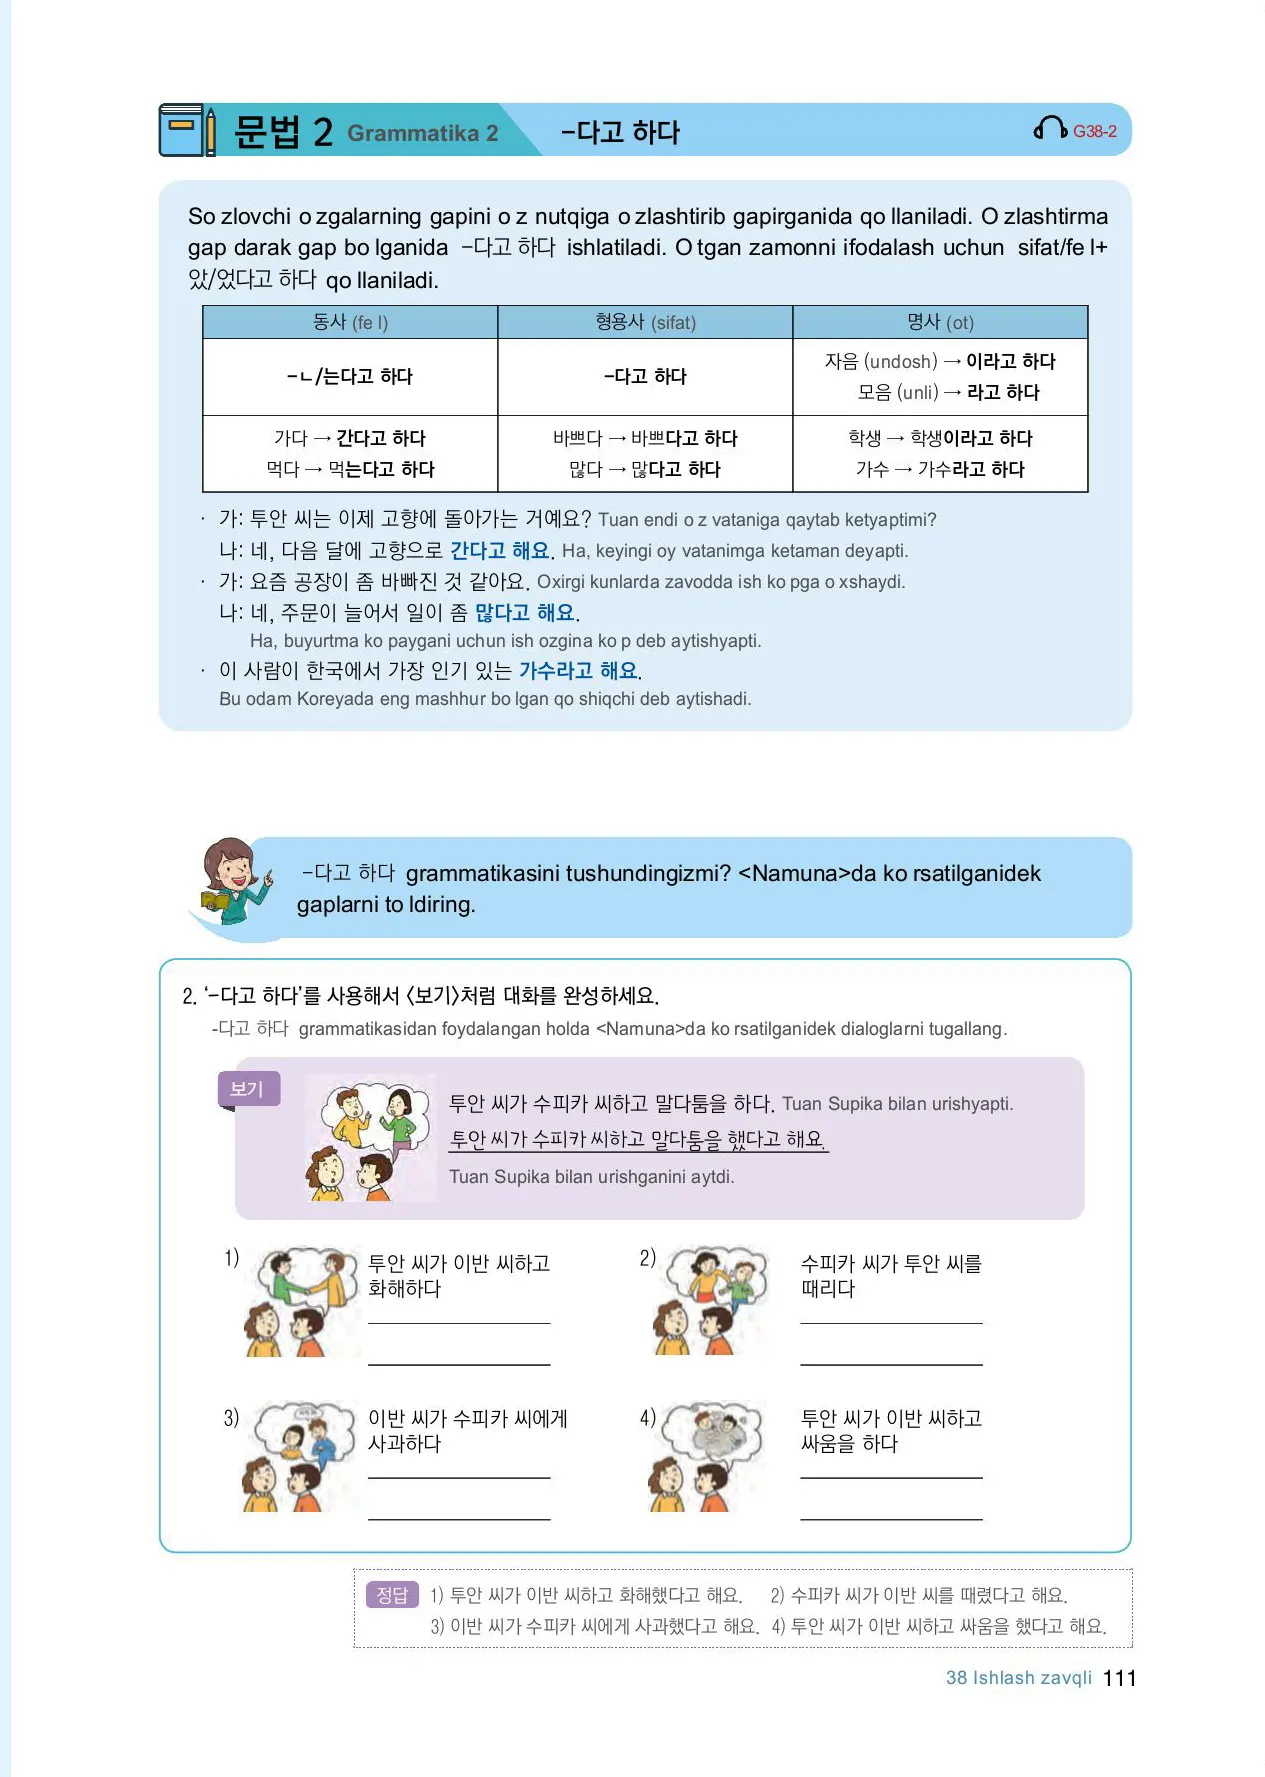 문법 2 Grammatika 2 -다고 하다 G38-2
So zlovchi o zgalarning gapini o z nutqiga o zlashtirib gapirganida qo llaniladi. O zlashtirma
gap darak gap bo lganida -다고 하다 ishlatiladi. O tgan zamonni ifodalash uchun sifat/fe l+
았/었다고 하다 qo llaniladi.
동사 (fe l) 형용사 (sifat) 명사 (ot)
-ㄴ/는다고 하다 -다고 하다 자음 (undosh) → 이라고 하다
모음 (unli) → 라고 하다
가다 → 간다고 하다 바쁘다 → 바쁘다고 하다 학생 → 학생이라고 하다
먹다 → 먹는다고 하다 많다 → 많다고 하다 가수 → 가수라고 하다
· 가: 투안 씨는 이제 고향에 돌아가는 거예요? Tuan endi o z vataniga qaytab ketyaptimi?
나: 네, 다음 달에 고향으로 간다고 해요. Ha, keyingi oy vatanimga ketaman deyapti.
· 가: 요즘 공장이 좀 바빠진 것 같아요. Oxirgi kunlarda zavodda ish ko pga o xshaydi.
나: 네, 주문이 늘어서 일이 좀 많다고 해요.
Ha, buyurtma ko paygani uchun ish ozgina ko p deb aytishyapti.
· 이 사람이 한국에서 가장 인기 있는 가수라고 해요.
Bu odam Koreyada eng mashhur bo lgan qo shiqchi deb aytishadi.
-다고 하다 grammatikasini tushundingizmi? <Namuna>da ko rsatilganidek
gaplarni to ldiring.
2. ‘-다고 하다’를 사용해서 〈보기〉처럼 대화를 완성하세요.
-다고 하다 grammatikasidan foydalangan holda <Namuna>da ko rsatilganidek dialoglarni tugallang.
보기
투안 씨가 수피카 씨하고 말다툼을 하다. Tuan Supika bilan urishyapti.
투안 씨가 수피카 씨하고 말다툼을 했다고 해요.
Tuan Supika bilan urishganini aytdi.
1) 투안 씨가 이반 씨하고
화해하다
2) 수피카 씨가 투안 씨를
때리다
3) 이반 씨가 수피카 씨에게
사과하다
4) 투안 씨가 이반 씨하고
싸움을 하다
정답 1) 투안 씨가 이반 씨하고 화해했다고 해요. 2) 수피카 씨가 이반 씨를 때렸다고 해요.
3) 이반 씨가 수피카 씨에게 사과했다고 해요. 4) 투안 씨가 이반 씨하고 싸움을 했다고 해요.
38 Ishlash zavqli 111